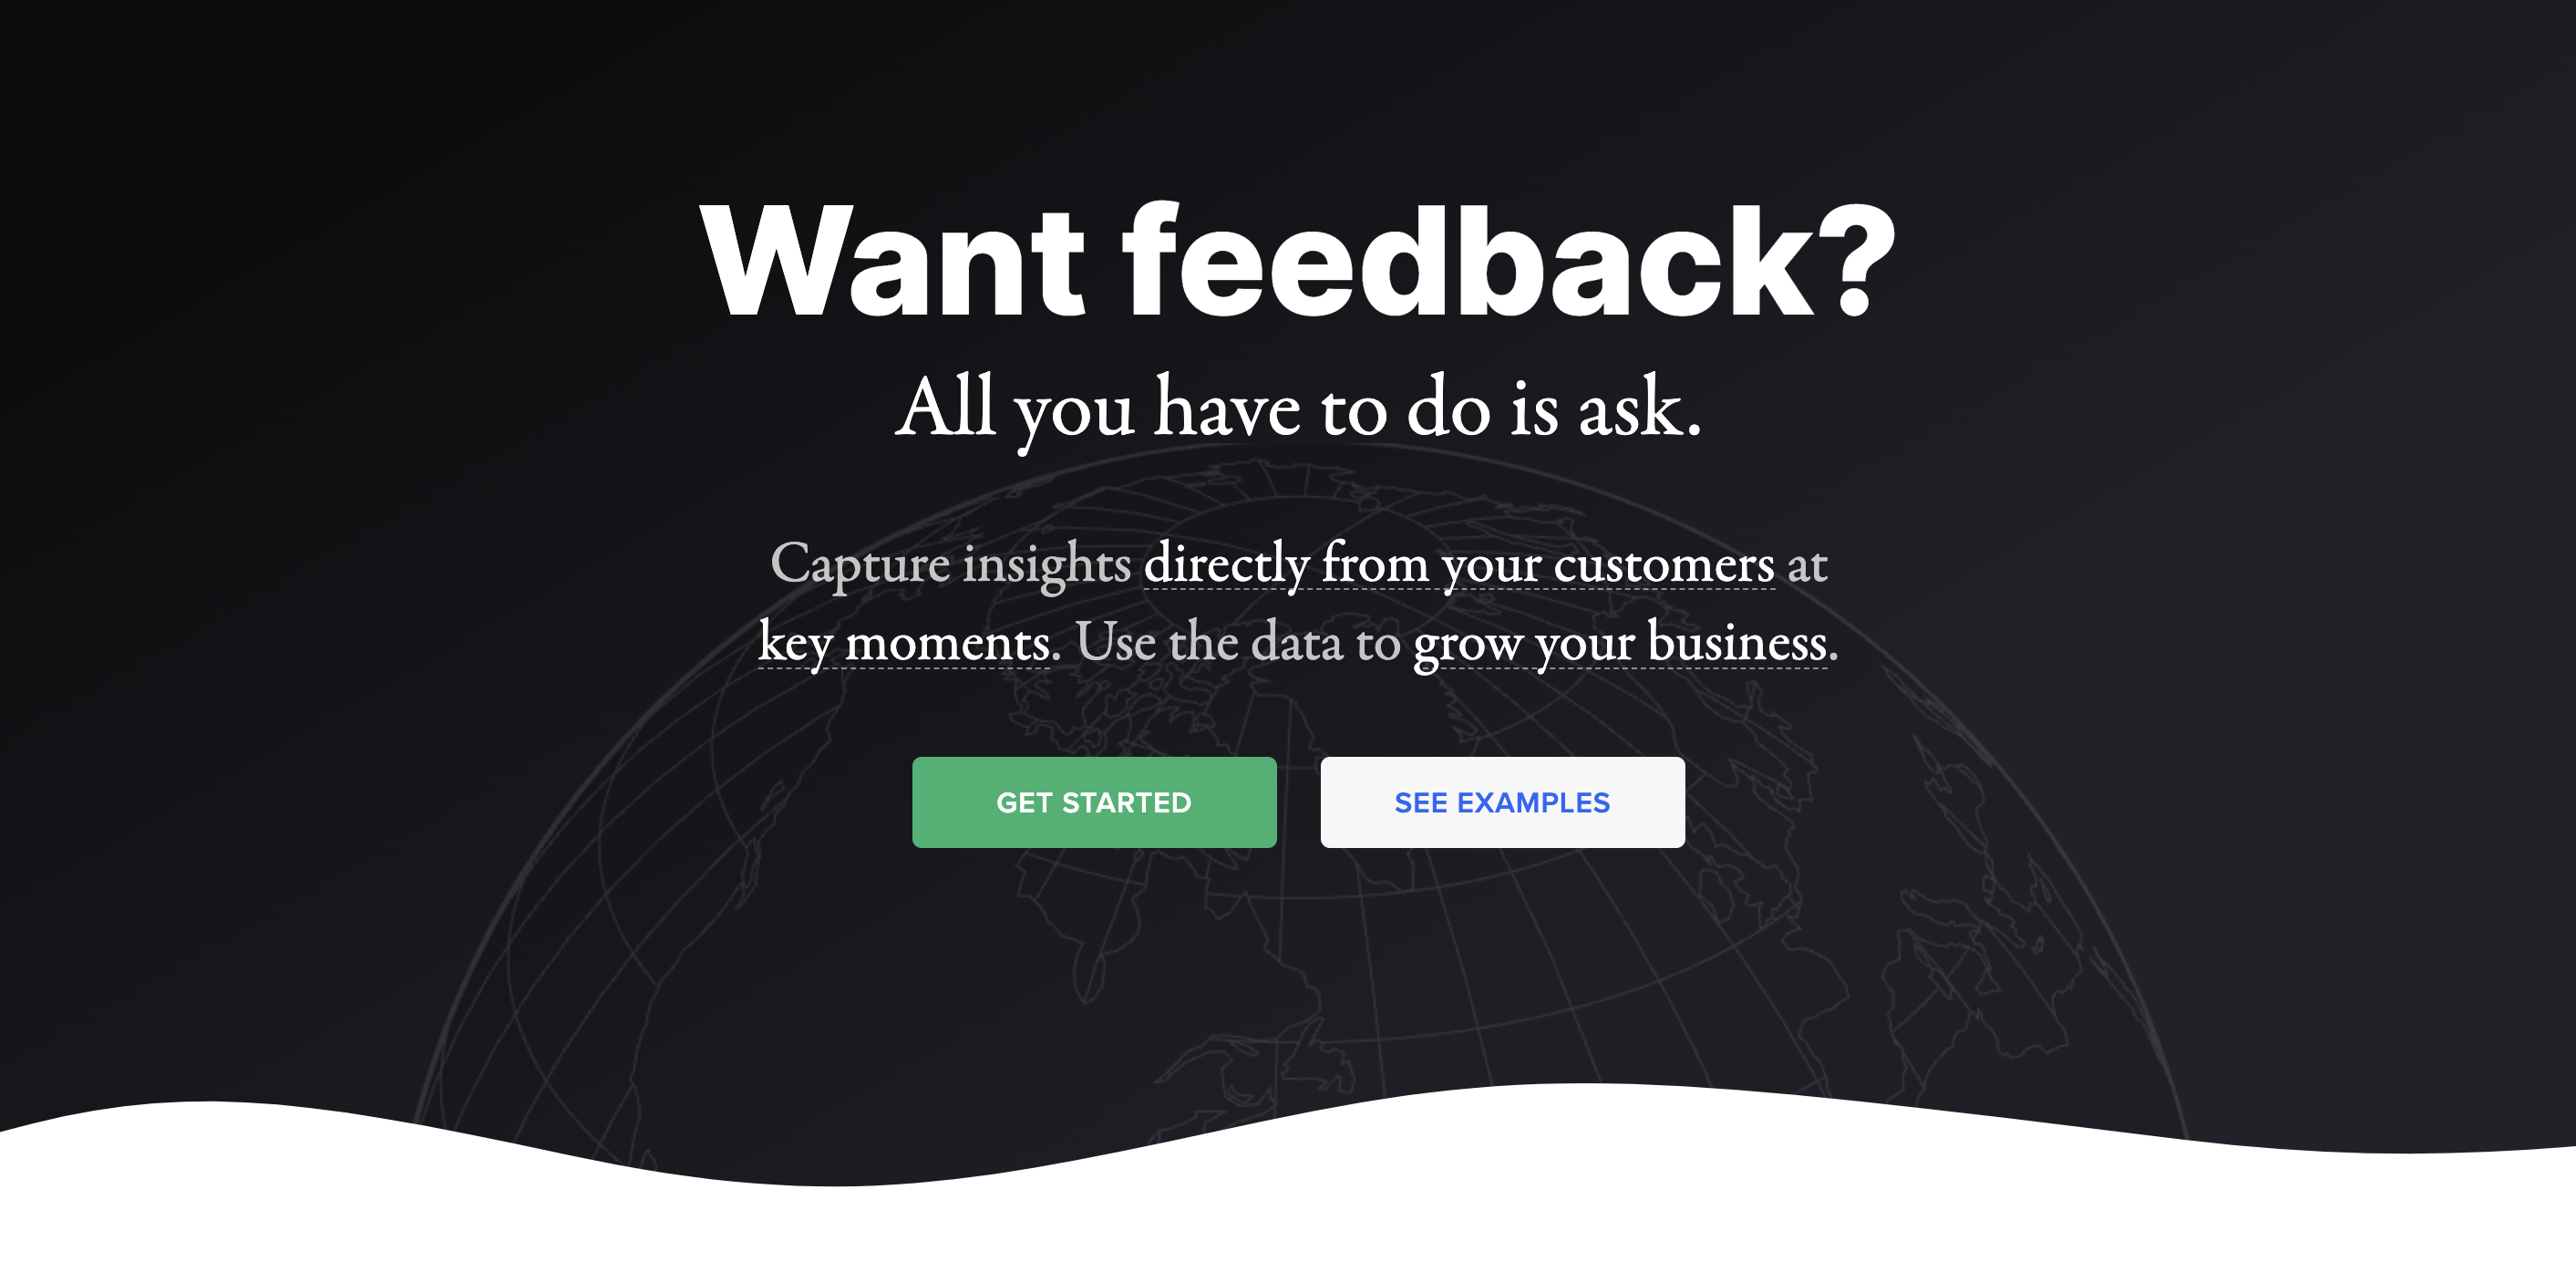 Want feedback?
All you have to do is ask.
Capture insights directly from your customers at
key moments. Use the data to grow your business.
GET STARTED
SEE EXAMPLES